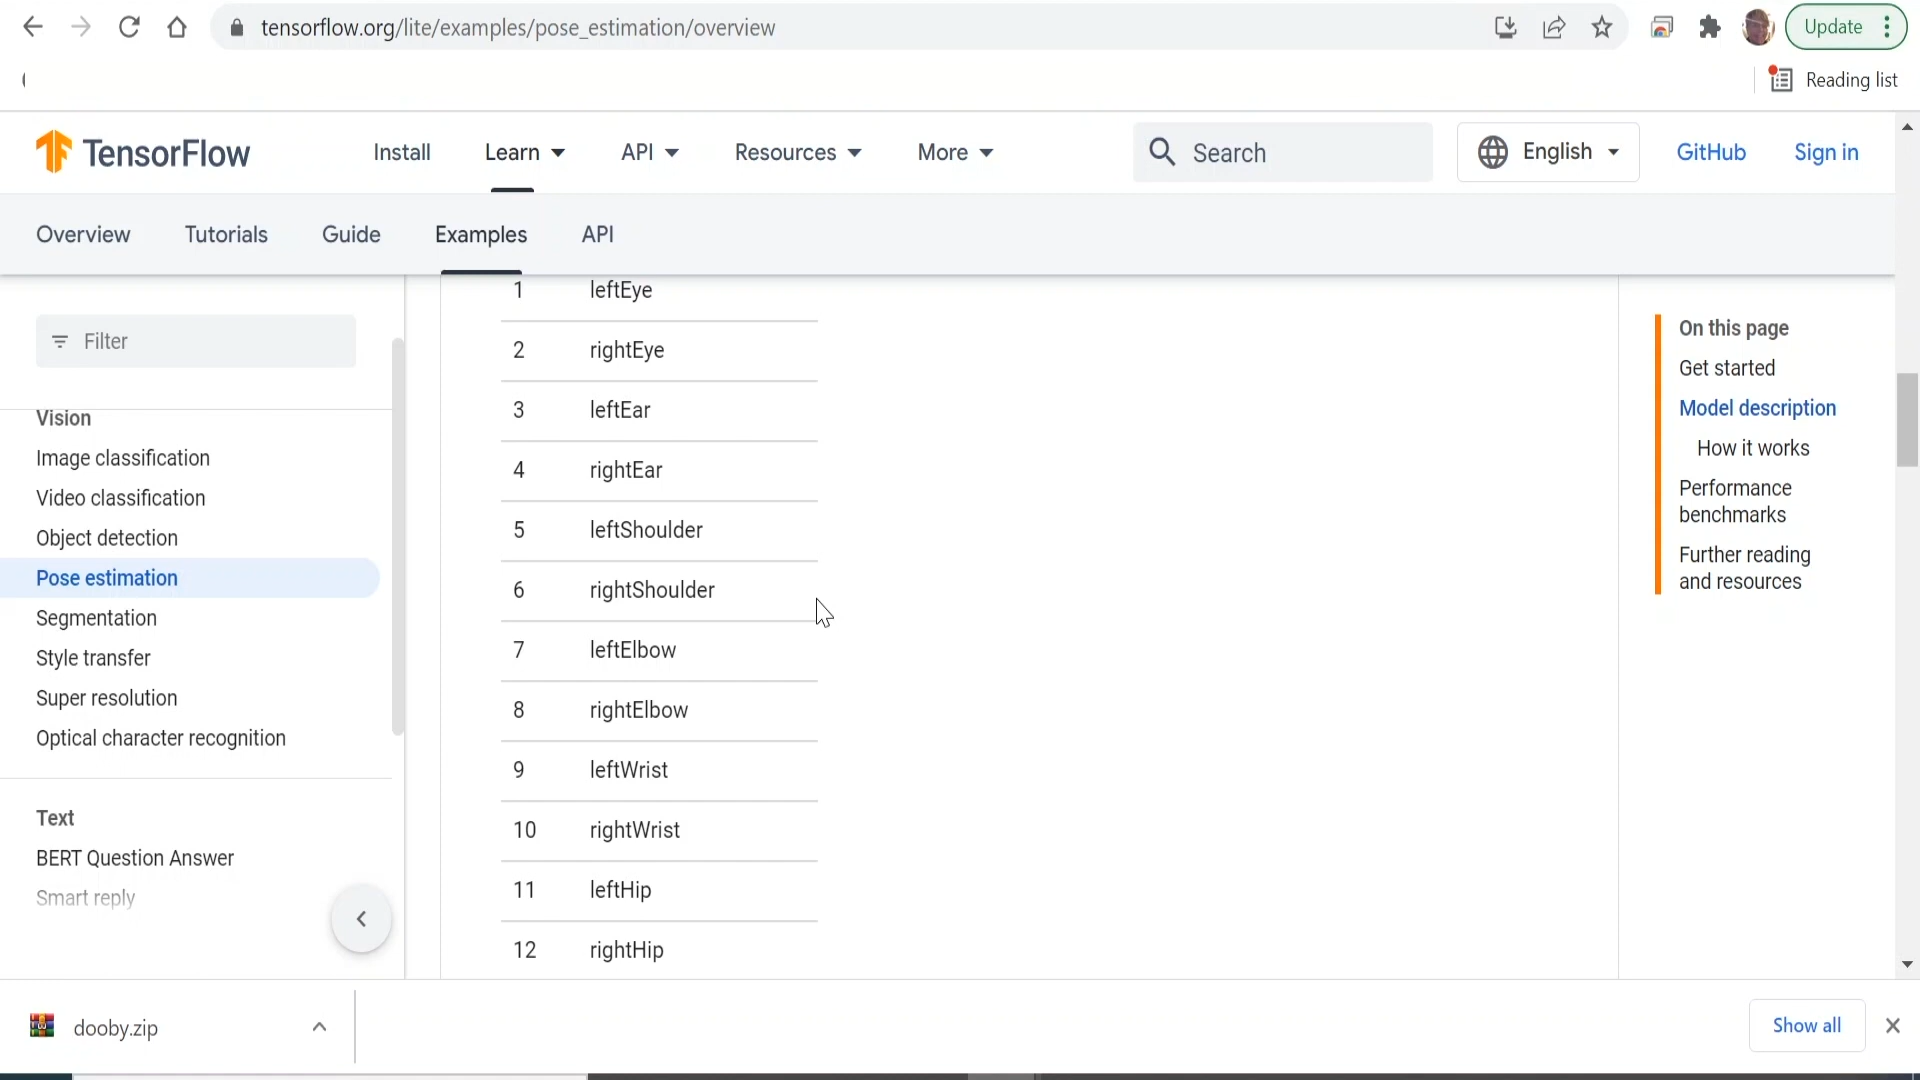 tensorflow.org/lite/examples/pose_estimation/overview
Update
Reading list
TensorFlow
Install
Learn
API
Resources
More
Search
English
GitHub
Sign in
Overview
Tutorials
Guide
Examples
API
Filter
Vision
Image classification
Video classification
Object detection
Pose estimation
Segmentation
Style transfer
Super resolution
Optical character recognition
Text
BERT Question Answer
Smart reply
1 leftEye
2 rightEye
3 leftEar
4 rightEar
5 leftShoulder
6 rightShoulder
7 leftElbow
8 rightElbow
9 leftWrist
10 rightWrist
11 leftHip
12 rightHip
On this page
Get started
Model description
How it works
Performance
benchmarks
Further reading
and resources
dooby.zip
Show all